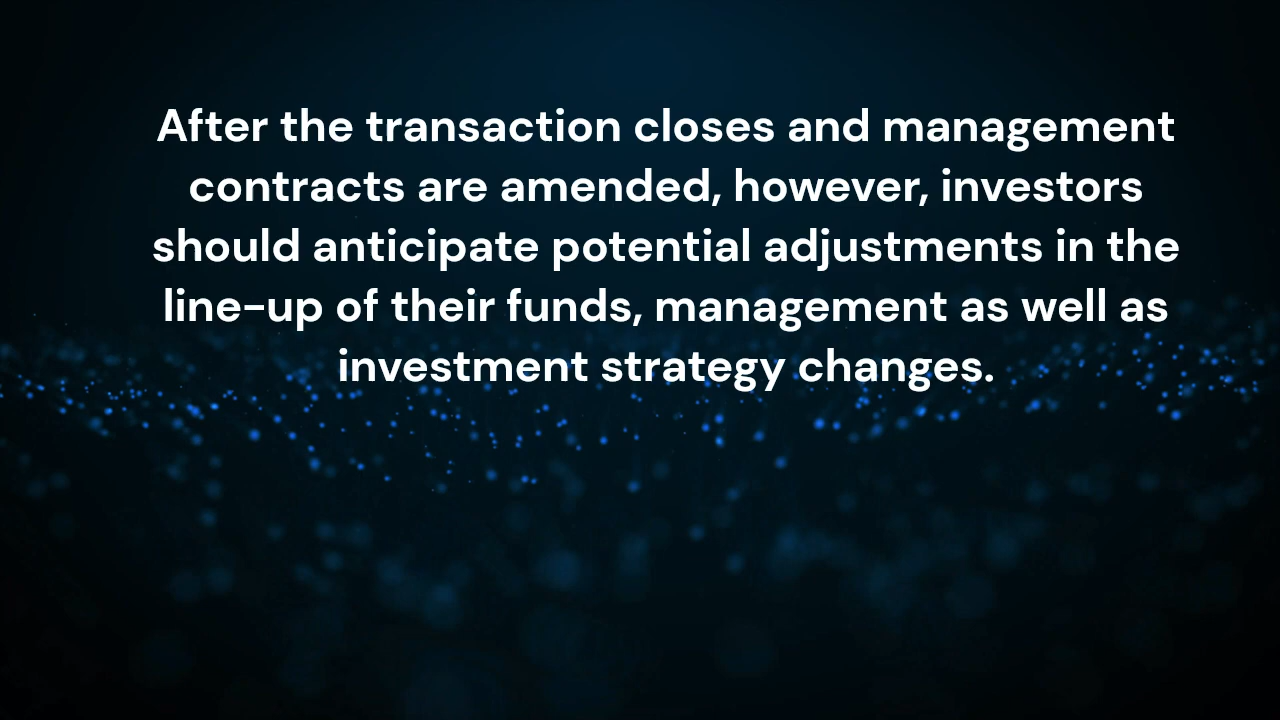 After the transaction closes and management
contracts are amended, however, investors
should anticipate potential adjustments in the
line-up of their funds, management as well as
investment strategy changes.